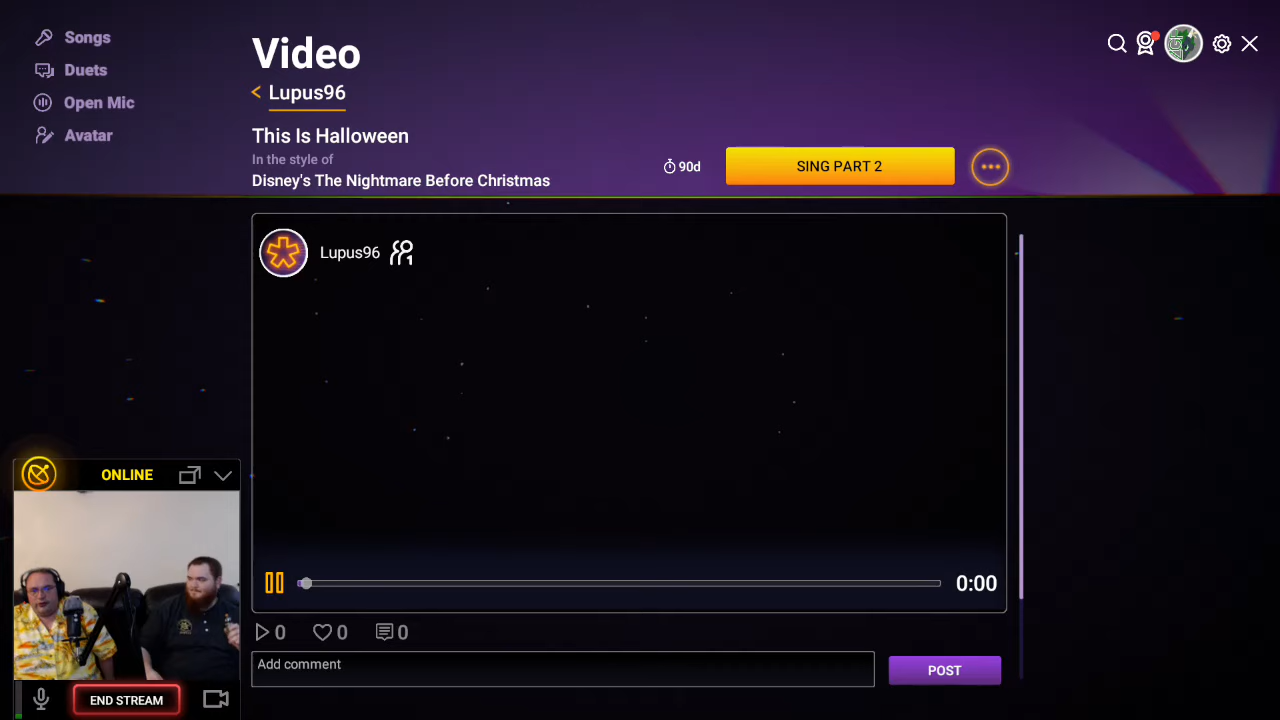 Songs
Duets
Open Mic
Avatar
Video
< Lupus96
This Is Halloween
In the style of
Disney's The Nightmare Before Christmas
90d
SING PART 2
Lupus96
0:00
0
0
0
Add comment
POST
ONLINE
END STREAM